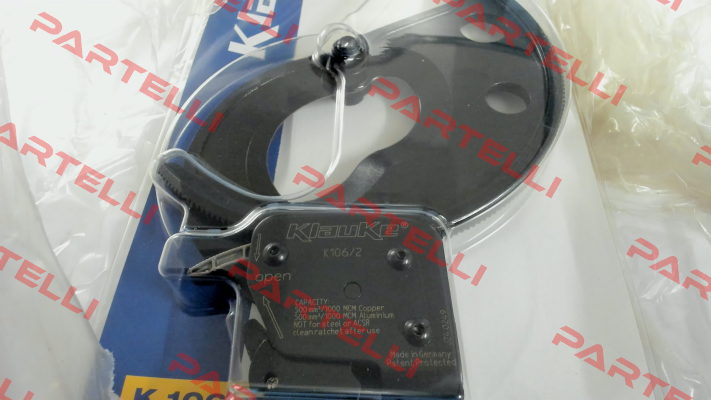 KlauKe®
K106/2
open
CAPACITY:
500 mm²/1000 MCM Copper
500 mm²/1000 MCM Aluminium
NOT for steel or ACSR
clean ratchet after use
Made in Germany
Patent Protected
PARTELLI
PARTELLI
PARTELLI
PARTELLI
PARTELLI
PARTELLI
PARTELLI
PARTELLI
PARTELLI